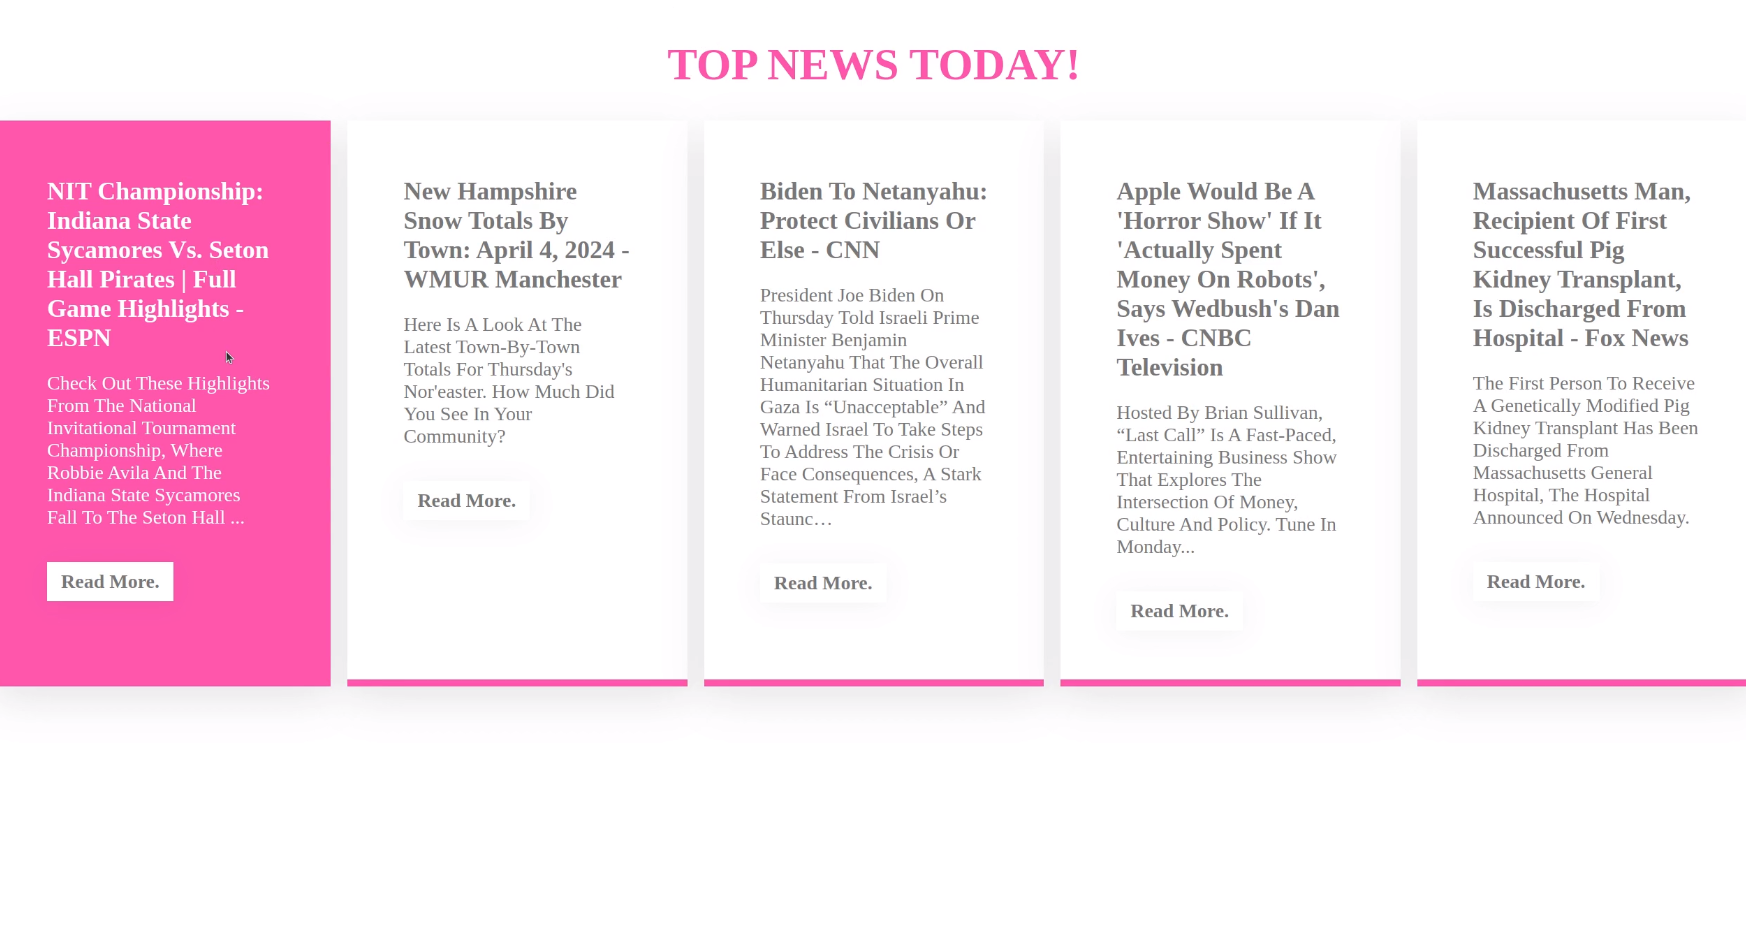 TOP NEWS TODAY!
NIT Championship:
Indiana State
Sycamores Vs. Seton
Hall Pirates | Full
Game Highlights -
ESPN
Check Out These Highlights
From The National
Invitational Tournament
Championship, Where
Robbie Avila And The
Indiana State Sycamores
Fall To The Seton Hall ...
Read More.
New Hampshire
Snow Totals By
Town: April 4, 2024 -
WMUR Manchester
Here Is A Look At The
Latest Town-By-Town
Totals For Thursday's
Nor'easter. How Much Did
You See In Your
Community?
Read More.
Biden To Netanyahu:
Protect Civilians Or
Else - CNN
President Joe Biden On
Thursday Told Israeli Prime
Minister Benjamin
Netanyahu That The Overall
Humanitarian Situation In
Gaza Is “Unacceptable” And
Warned Israel To Take Steps
To Address The Crisis Or
Face Consequences, A Stark
Statement From Israel’s
Staunc…
Read More.
Apple Would Be A
'Horror Show' If It
'Actually Spent
Money On Robots',
Says Wedbush's Dan
Ives - CNBC
Television
Hosted By Brian Sullivan,
“Last Call” Is A Fast-Paced,
Entertaining Business Show
That Explores The
Intersection Of Money,
Culture And Policy. Tune In
Monday...
Read More.
Massachusetts Man,
Recipient Of First
Successful Pig
Kidney Transplant,
Is Discharged From
Hospital - Fox News
The First Person To Receive
A Genetically Modified Pig
Kidney Transplant Has Been
Discharged From
Massachusetts General
Hospital, The Hospital
Announced On Wednesday.
Read More.